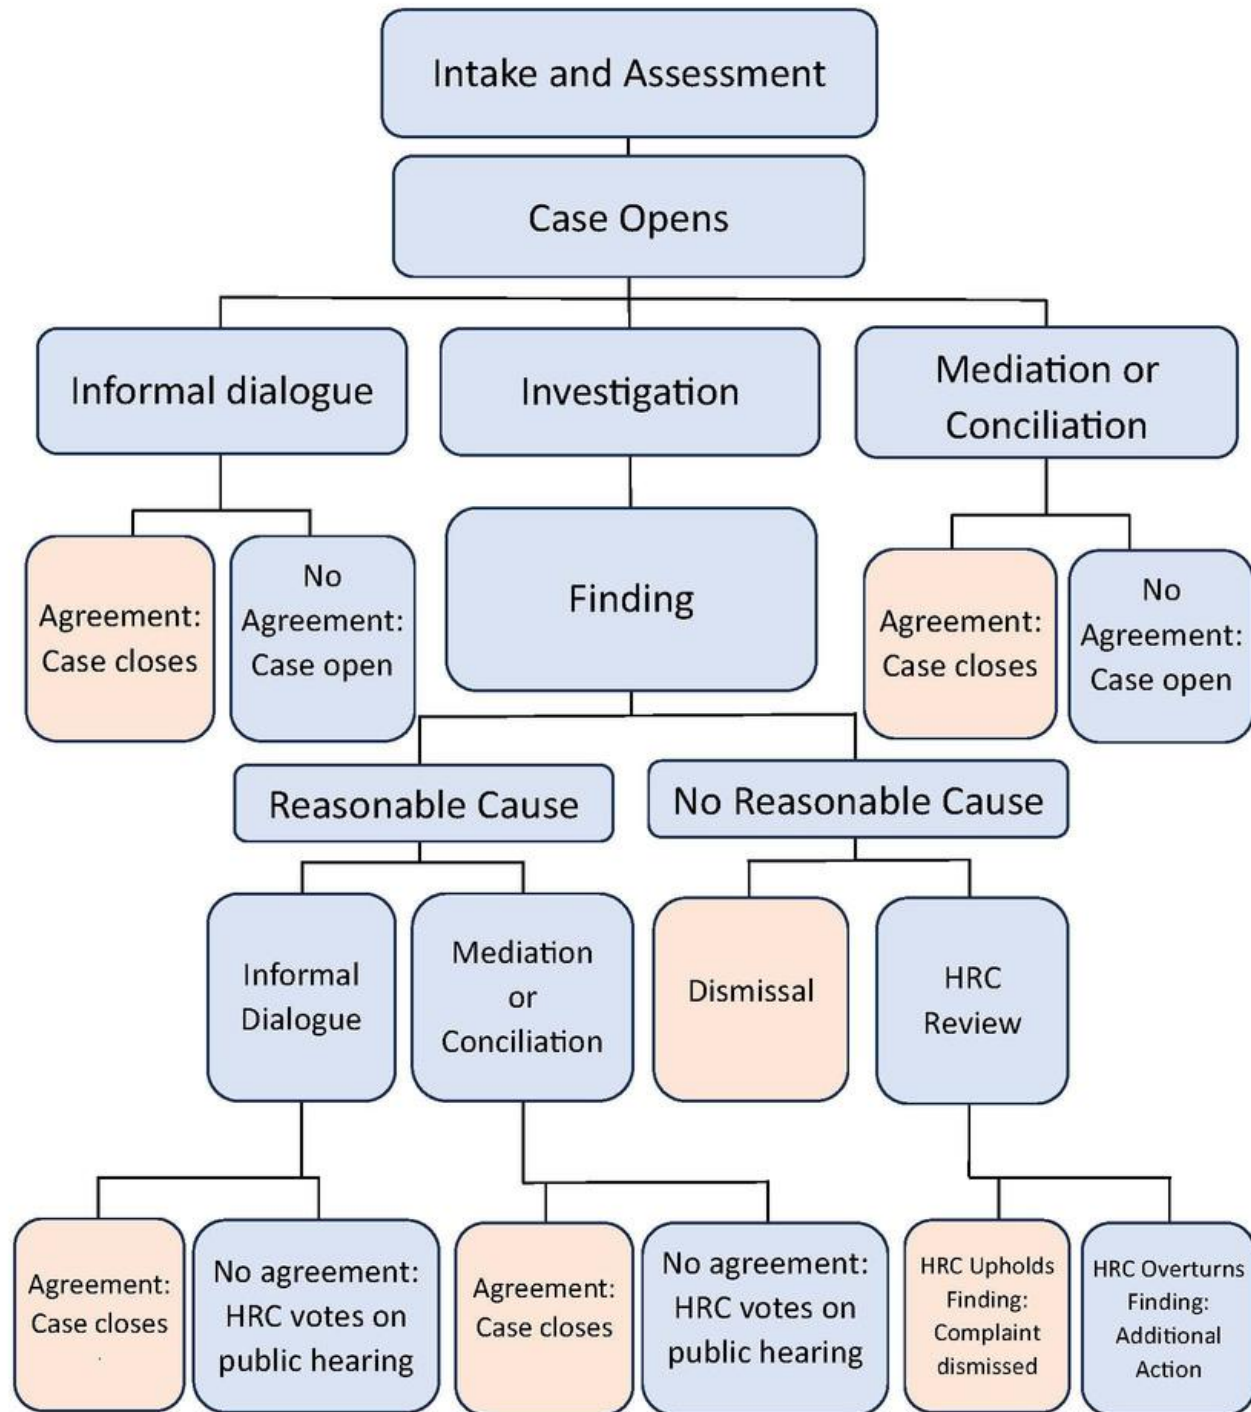 Intake and Assessment
Case Opens
Informal dialogue
Investigation
Mediation or
Conciliation
Agreement:
Case closes
No
Agreement:
Case open
Finding
Agreement:
Case closes
No
Agreement:
Case open
Reasonable Cause
No Reasonable Cause
Informal
Dialogue
Mediation
or
Conciliation
Dismissal
HRC
Review
Agreement:
Case closes
.
No agreement:
HRC votes on
public hearing
Agreement:
Case closes
No agreement:
HRC votes on
public hearing
HRC Upholds
Finding:
Complaint
dismissed
HRC Overturns
Finding:
Additional
Action